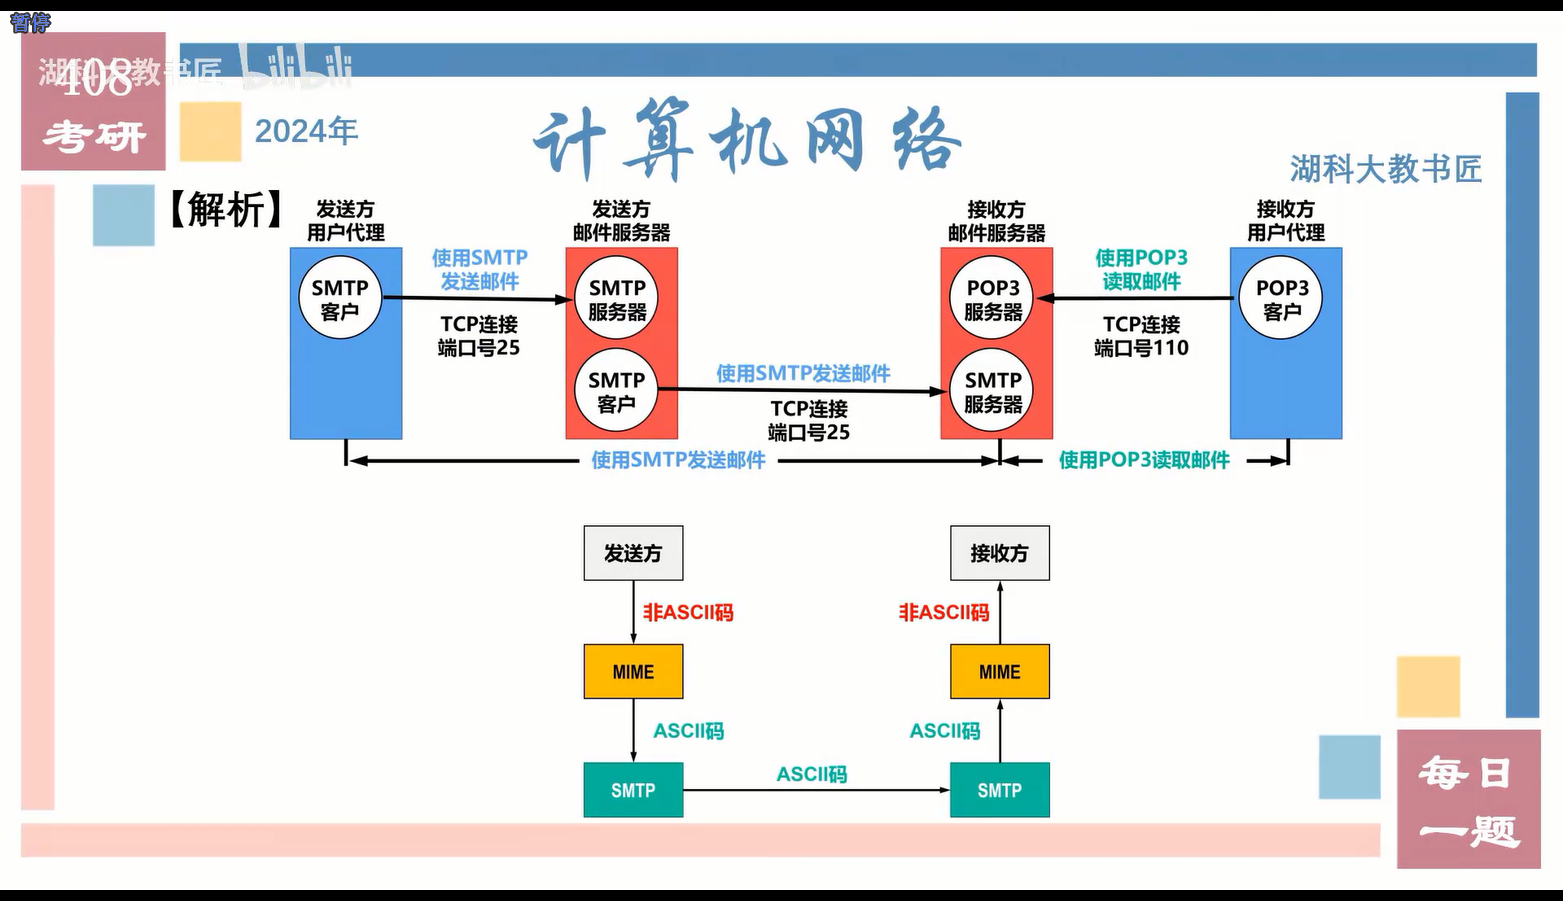 暂停
湖科大教书匠 bilibili
408
考研
2024年
计算机网络
湖科大教书匠
【解析】
发送方
用户代理
发送方
邮件服务器
接收方
邮件服务器
接收方
用户代理
SMTP
客户
使用SMTP
发送邮件
TCP连接
端口号25
SMTP
服务器
SMTP
客户
使用SMTP发送邮件
TCP连接
端口号25
POP3
服务器
SMTP
服务器
使用POP3
读取邮件
TCP连接
端口号110
POP3
客户
使用SMTP发送邮件
使用POP3读取邮件
发送方
接收方
非ASCII码
非ASCII码
MIME
MIME
ASCII码
ASCII码
SMTP
ASCII码
SMTP
每日
一题